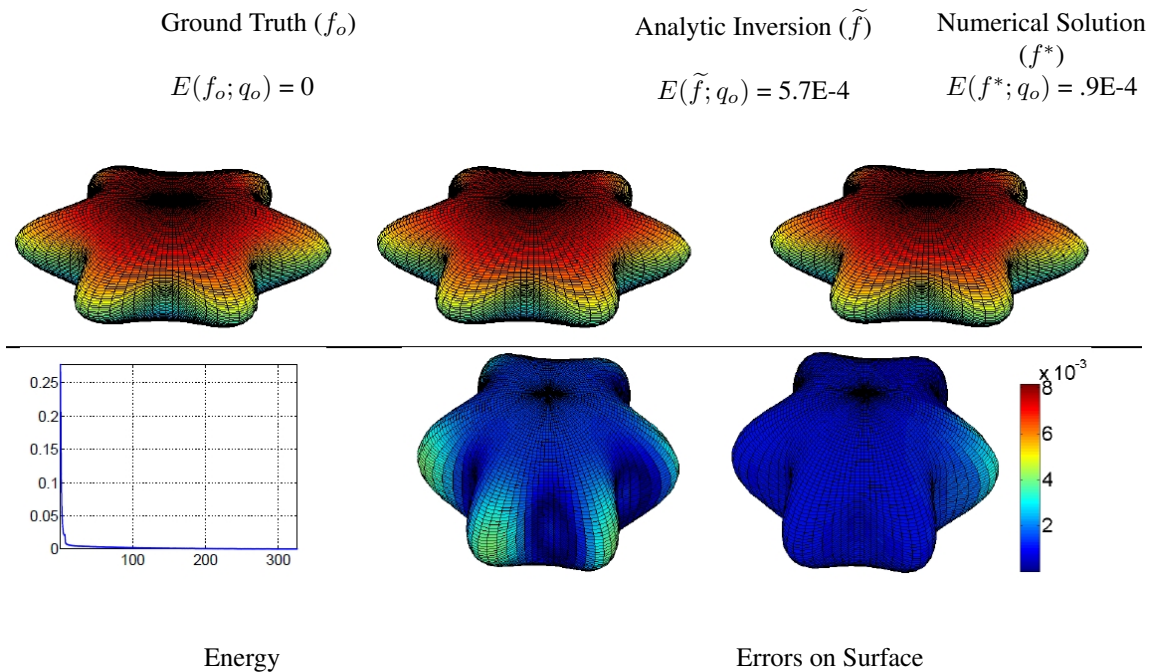 Ground Truth (f_o)
Analytic Inversion (f̃)
Numerical Solution
(f*)
E(f_o; q_o) = 0
E(f̃; q_o) = 5.7E-4
E(f*; q_o) = .9E-4
0.25
0.2
0.15
0.1
0.05
0
100
200
300
x 10^-3
8
6
4
2
Energy
Errors on Surface